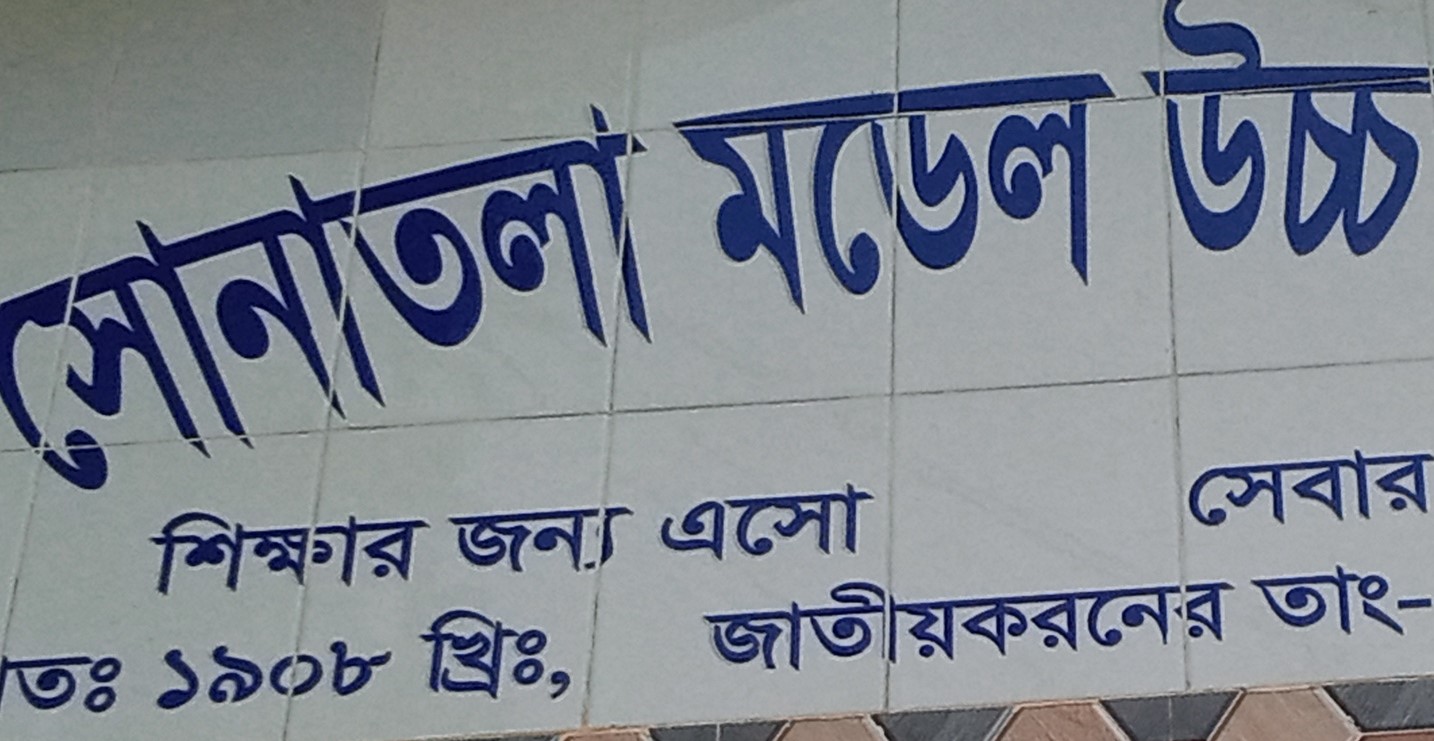 সোনাতলা মডেল উচ্চ
শিক্ষার জন্য এসো সেবার
তঃ ১৯০৮ খ্রিঃ, জাতীয়করনের তাং-